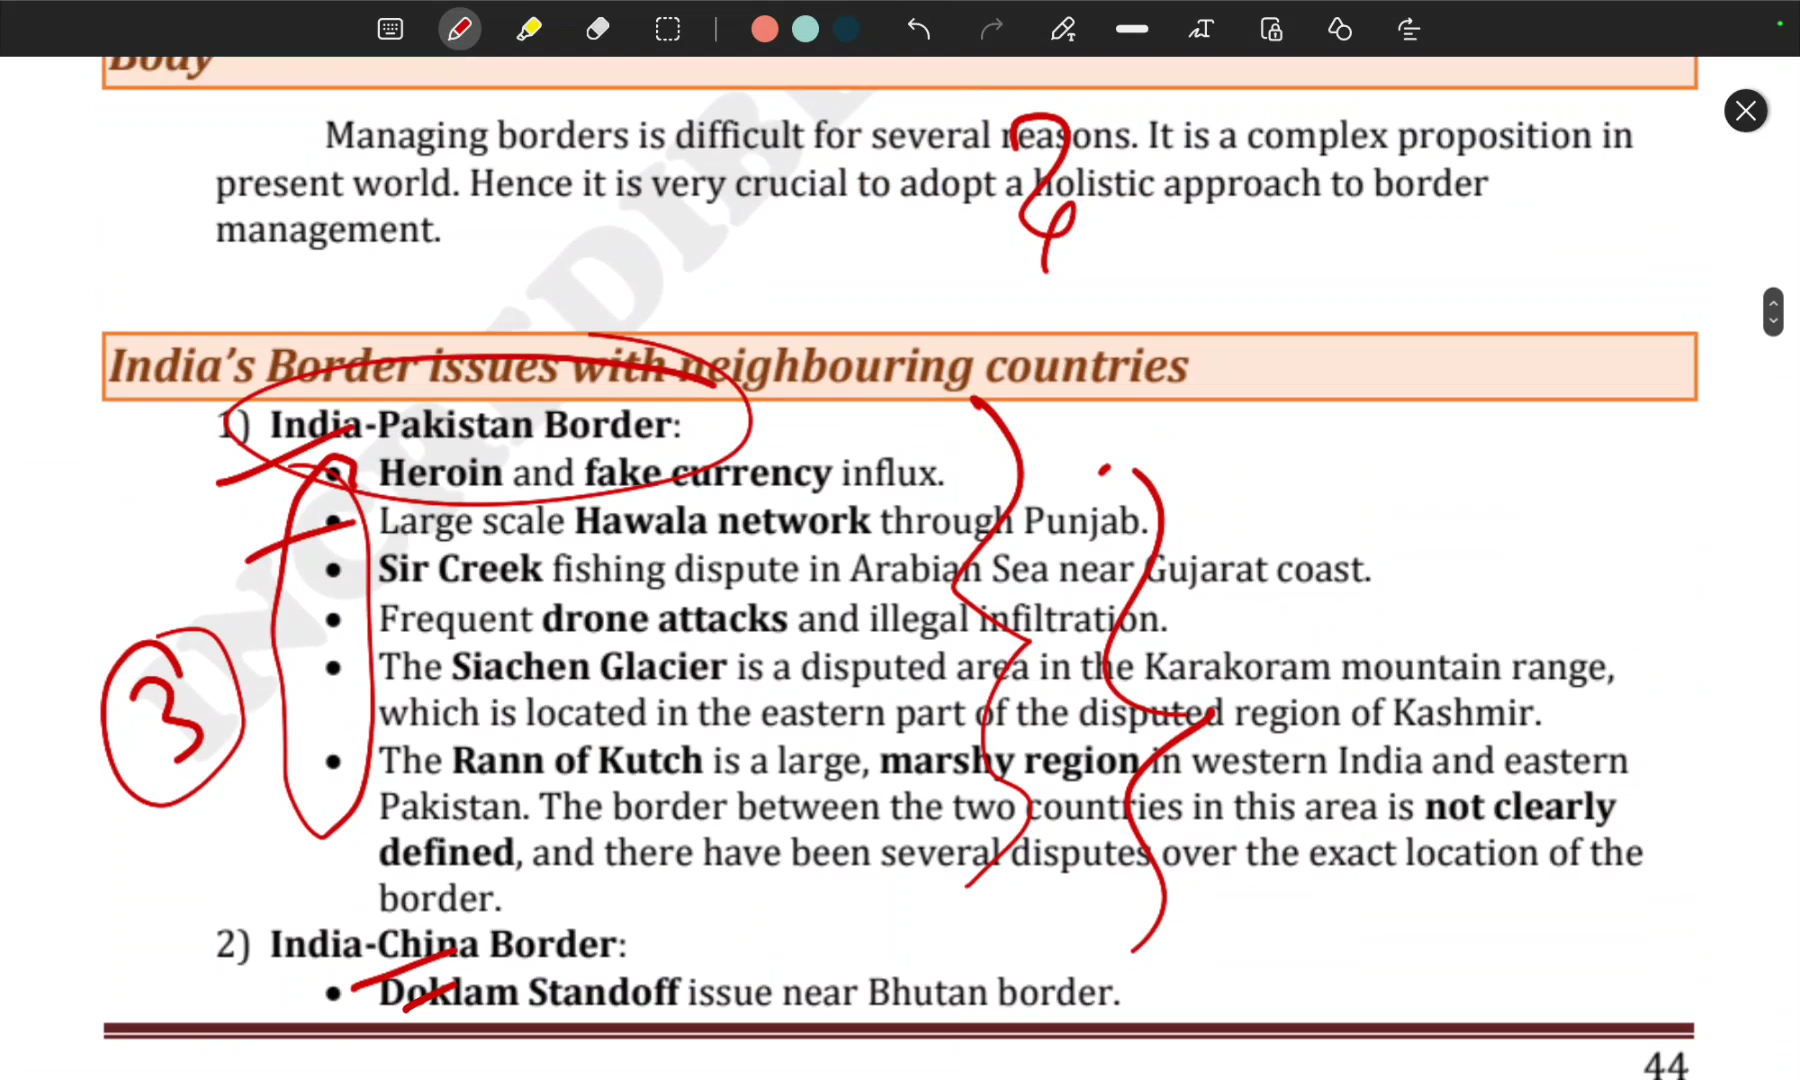 Body
Managing borders is difficult for several reasons. It is a complex proposition in
present world. Hence it is very crucial to adopt a holistic approach to border
management.
India's Border issues with neighbouring countries
1) India-Pakistan Border:
• Heroin and fake currency influx.
• Large scale Hawala network through Punjab.
• Sir Creek fishing dispute in Arabian Sea near Gujarat coast.
• Frequent drone attacks and illegal infiltration.
• The Siachen Glacier is a disputed area in the Karakoram mountain range,
which is located in the eastern part of the disputed region of Kashmir.
• The Rann of Kutch is a large, marshy region in western India and eastern
Pakistan. The border between the two countries in this area is not clearly
defined, and there have been several disputes over the exact location of the
border.
3
2) India-China Border:
• Doklam Standoff issue near Bhutan border.
44